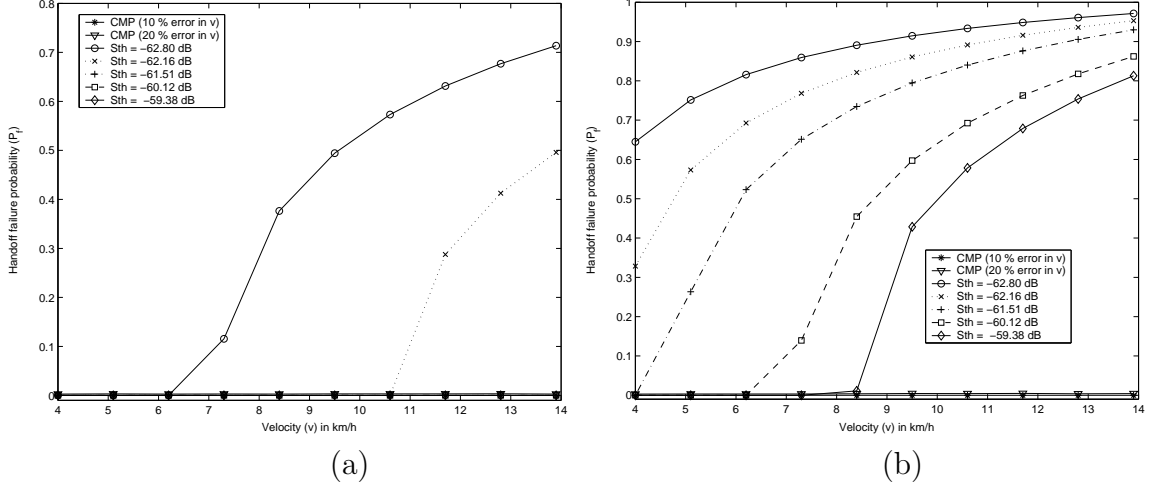 0.8
0.7
0.6
0.5
0.4
0.3
0.2
0.1
0
Handoff failure probability (Pf)
CMP (10 % error in v)
CMP (20 % error in v)
Sth = −62.80 dB
Sth = −62.16 dB
Sth = −61.51 dB
Sth = −60.12 dB
Sth = −59.38 dB
4 5 6 7 8 9 10 11 12 13 14
Velocity (v) in km/h
(a)
1
0.9
0.8
0.7
0.6
0.5
0.4
0.3
0.2
0.1
0
Handoff failure probability (Pf)
CMP (10 % error in v)
CMP (20 % error in v)
Sth = −62.80 dB
Sth = −62.16 dB
Sth = −61.51 dB
Sth = −60.12 dB
Sth = −59.38 dB
4 5 6 7 8 9 10 11 12 13 14
Velocity (v) in km/h
(b)